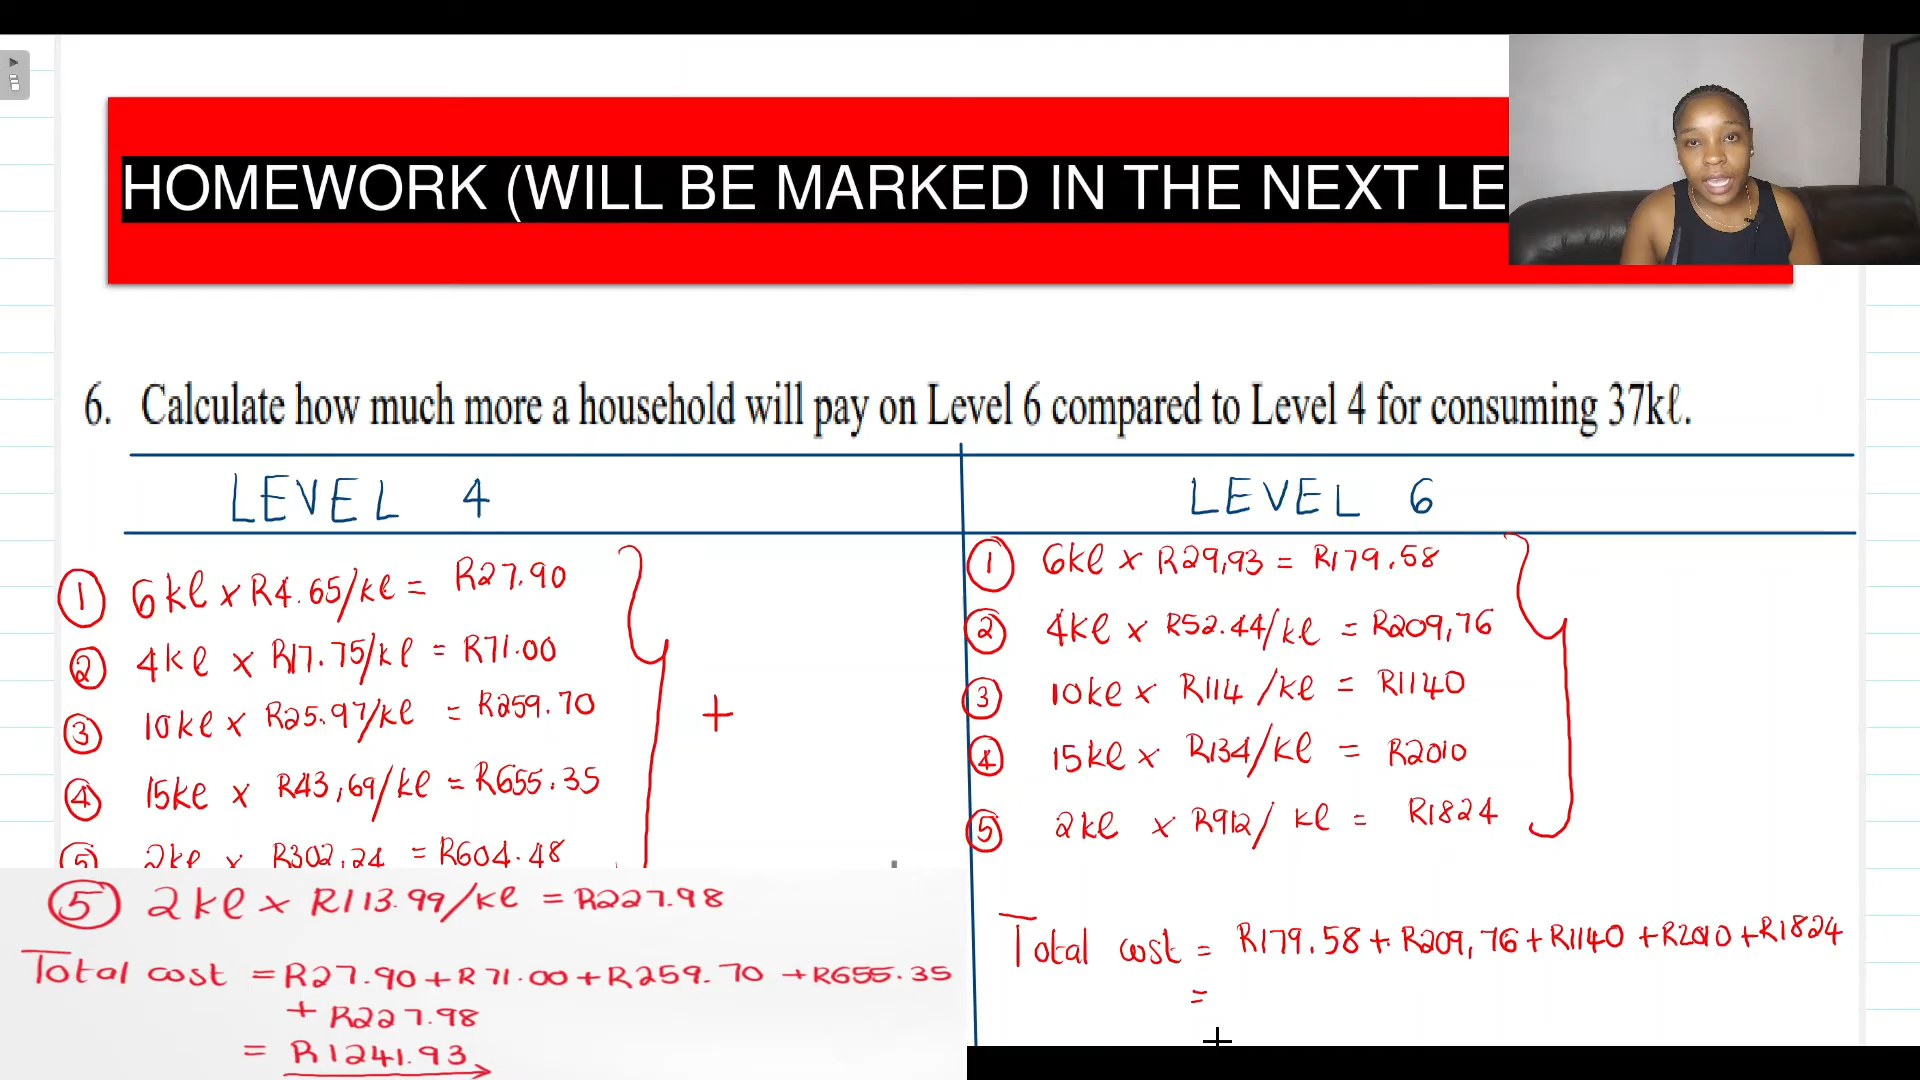 HOMEWORK (WILL BE MARKED IN THE NEXT LE
6. Calculate how much more a household will pay on Level 6 compared to Level 4 for consuming 37kℓ.
LEVEL 4
① 6kl x R4.65/kl = R27.90
② 4kl x R17.75/kl = R71.00
③ 10kl x R25.97/kl = R259.70
④ 15kl x R43,69/kl = R655.35
⑤ 2kl x R302.24 = R604.48
+
⑤ 2kl x R113.99/kl = R227.98
Total cost = R27.90 + R71.00 + R259.70 + R655.35
+ R227.98
= R1241.93
LEVEL 6
① 6kl x R29,93 = R179.58
② 4kl x R52.44/kl = R209,76
③ 10kl x R114/kl = R1140
④ 15kl x R134/kl = R2010
⑤ 2kl x R912/kl = R1824
Total cost = R179.58 + R209,76 + R1140 + R2010 + R1824
=